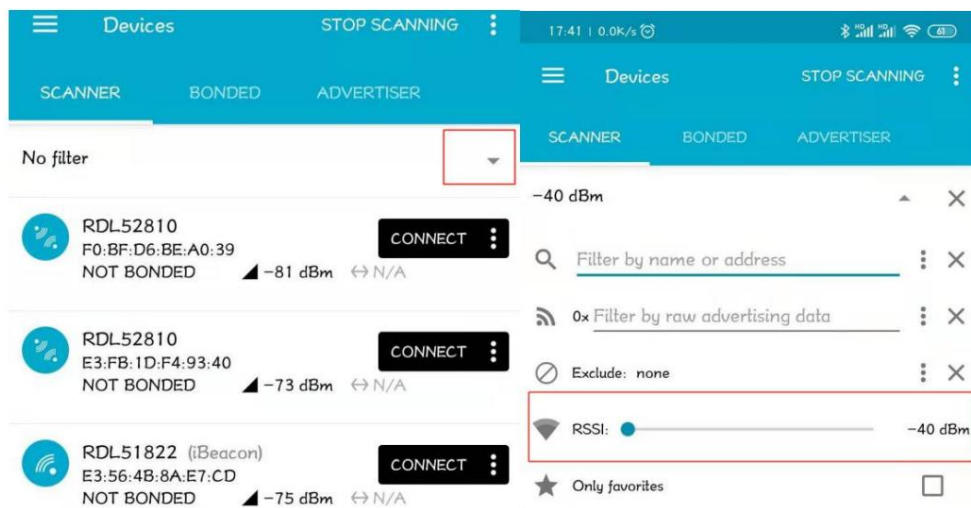 Devices STOP SCANNING
SCANNER BONDED ADVERTISER
No filter
RDL52810
F0:BF:D6:BE:A0:39
NOT BONDED -81 dBm N/A
CONNECT
RDL52810
E3:FB:1D:F4:93:40
NOT BONDED -73 dBm N/A
CONNECT
RDL51822 (iBeacon)
E3:56:4B:8A:E7:CD
NOT BONDED -75 dBm N/A
CONNECT
17:41 | 0.0K/s HD HD 61
Devices STOP SCANNING
SCANNER BONDED ADVERTISER
-40 dBm
Filter by name or address
0x Filter by raw advertising data
Exclude: none
RSSI: -40 dBm
Only favorites